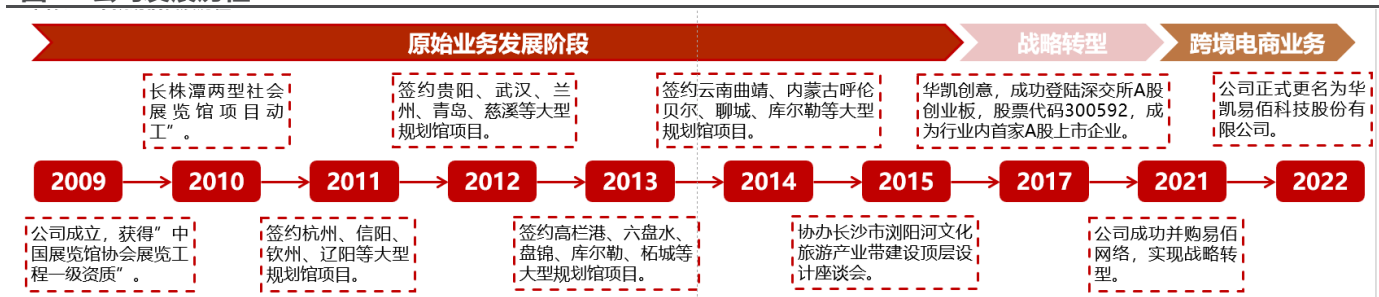 原始业务发展阶段
战略转型
跨境电商业务
长株潭两型社会
展览馆项目动
工”。
签约贵阳、武汉、兰
州、青岛、慈溪等大型
规划馆项目。
签约云南曲靖、内蒙古呼伦
贝尔、聊城、库尔勒等大型
规划馆项目。
华凯创意，成功登陆深交所A股
创业板，股票代码300592，成
为行业内首家A股上市企业。
公司正式更名为华
凯易佰科技股份有
限公司。
2009
2010
2011
2012
2013
2014
2015
2017
2021
2022
公司成立，获得”中
国展览馆协会展览工
程一级资质”。
签约杭州、信阳、
钦州、辽阳等大型
规划馆项目。
签约高栏港、六盘水、
盘锦、库尔勒、柘城等
大型规划馆项目。
协办长沙市浏阳河文化
旅游产业带建设顶层设
计座谈会。
公司成功并购易佰
网络，实现战略转
型。